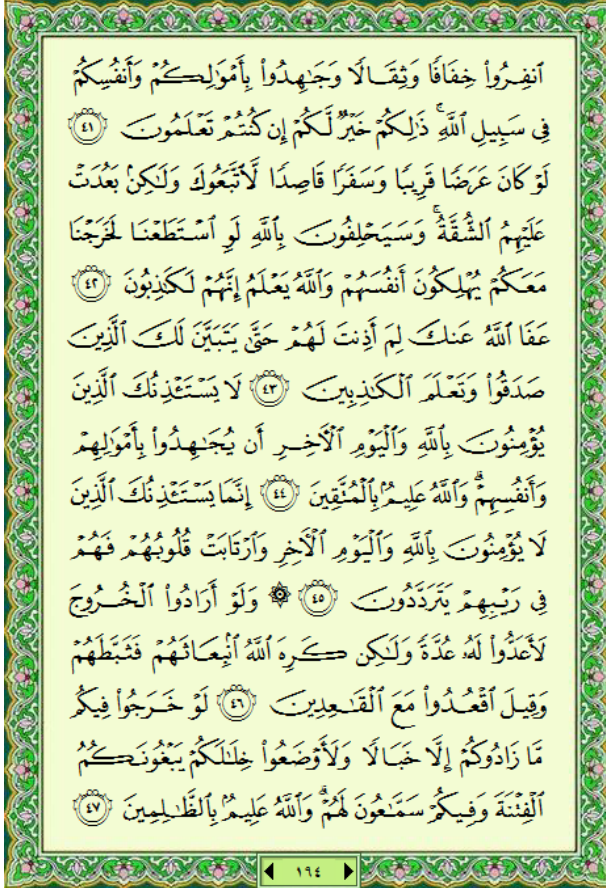 ٱنفِرُوا۟ خِفَافًا وَثِقَالًا وَجَـٰهِدُوا۟ بِأَمْوَٰلِكُمْ وَأَنفُسِكُمْ
فِى سَبِيلِ ٱللَّهِ ۚ ذَٰلِكُمْ خَيْرٌ لَّكُمْ إِن كُنتُمْ تَعْلَمُونَ ٤١
لَوْ كَانَ عَرَضًا قَرِيبًا وَسَفَرًا قَاصِدًا لَّٱتَّبَعُوكَ وَلَـٰكِنۢ بَعُدَتْ
عَلَيْهِمُ ٱلشُّقَّةُ ۚ وَسَيَحْلِفُونَ بِٱللَّهِ لَوِ ٱسْتَطَعْنَا لَخَرَجْنَا
مَعَكُمْ يُهْلِكُونَ أَنفُسَهُمْ وَٱللَّهُ يَعْلَمُ إِنَّهُمْ لَكَـٰذِبُونَ ٤٢
عَفَا ٱللَّهُ عَنكَ لِمَ أَذِنتَ لَهُمْ حَتَّىٰ يَتَبَيَّنَ لَكَ ٱلَّذِينَ
صَدَقُوا۟ وَتَعْلَمَ ٱلْكَـٰذِبِينَ ٤٣ لَا يَسْتَـْٔذِنُكَ ٱلَّذِينَ
يُؤْمِنُونَ بِٱللَّهِ وَٱلْيَوْمِ ٱلْـَٔاخِرِ أَن يُجَـٰهِدُوا۟ بِأَمْوَٰلِهِمْ
وَأَنفُسِهِمْ ۗ وَٱللَّهُ عَلِيمٌۢ بِٱلْمُتَّقِينَ ٤٤ إِنَّمَا يَسْتَـْٔذِنُكَ ٱلَّذِينَ
لَا يُؤْمِنُونَ بِٱللَّهِ وَٱلْيَوْمِ ٱلْـَٔاخِرِ وَٱرْتَابَتْ قُلُوبُهُمْ فَهُمْ
فِى رَيْبِهِمْ يَتَرَدَّدُونَ ٤٥ ۞ وَلَوْ أَرَادُوا۟ ٱلْخُرُوجَ
لَأَعَدُّوا۟ لَهُۥ عُدَّةً وَلَـٰكِن كَرِهَ ٱللَّهُ ٱنۢبِعَاثَهُمْ فَثَبَّطَهُمْ
وَقِيلَ ٱقْعُدُوا۟ مَعَ ٱلْقَـٰعِدِينَ ٤٦ لَوْ خَرَجُوا۟ فِيكُم
مَّا زَادُوكُمْ إِلَّا خَبَالًا وَلَأَوْضَعُوا۟ خِلَـٰلَكُمْ يَبْغُونَكُمُ
ٱلْفِتْنَةَ وَفِيكُمْ سَمَّـٰعُونَ لَهُمْ ۗ وَٱللَّهُ عَلِيمٌۢ بِٱلظَّـٰلِمِينَ ٤٧
١٩٤